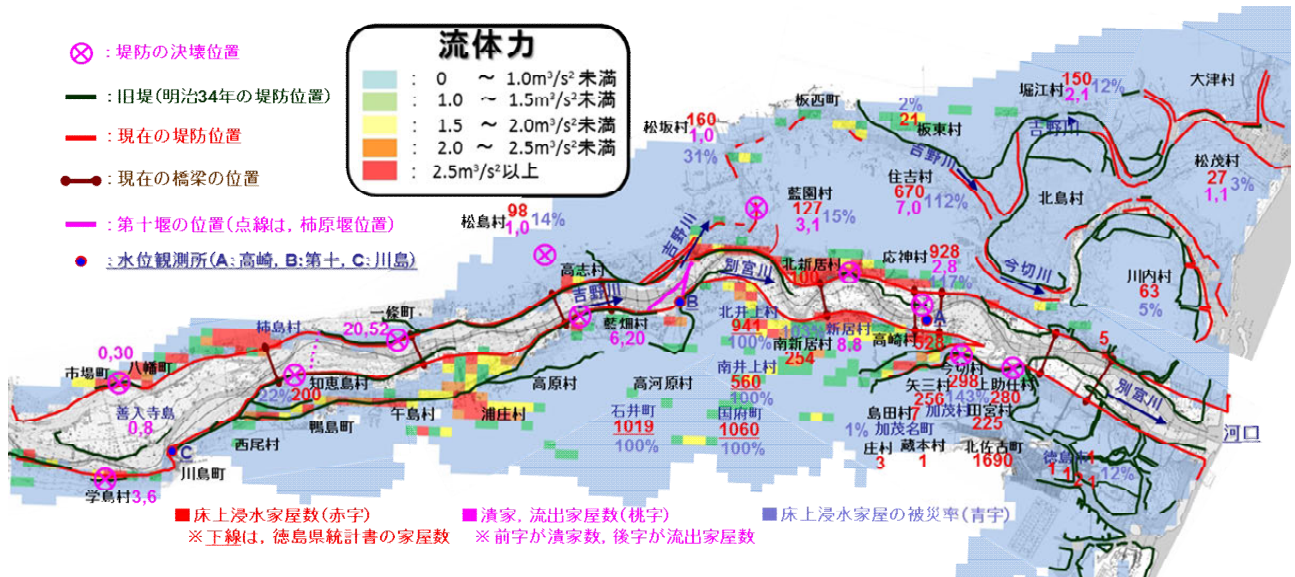 ：堤防の決壊位置
：旧堤(明治34年の堤防位置)
：現在の堤防位置
：現在の橋梁の位置
：第十堰の位置(点線は，柿原堰位置)
：水位観測所(A：高崎，B:第十，C:川島)
流体力
： 0 ～ 1.0m³/s²未満
： 1.0 ～ 1.5m³/s²未満
： 1.5 ～ 2.0m³/s²未満
： 2.0 ～ 2.5m³/s²未満
： 2.5m³/s²以上
松坂村
160
1,0
31%
板西町
2%
21
板東村
堀江村
150
2,1
12%
大津村
吉野川
吉野川
松茂村
27
1,1
3%
住吉村
670
7,0
112%
北島村
藍園村
127
3,1
15%
松島村
98
1,0
14%
吉野川
高志村
吉野川
別宮川
北新居村
100
応神村
928
2,8
今切川
川内村
63
5%
一條町
20,52
柿島村
藍畑村
6,20
B
A
北井上村
941
100%
新居村
8,8
南新居村
254
高崎村
528
5
0,30
市場町
八幡町
善入寺島
0,8
22%
200
知恵島村
高原村
高河原村
南井上村
560
100%
今切村
298
143%
矢三村
256
上助任村
280
別宮川
河口
午島村
浦庄村
石井町
1019
100%
国府町
1060
100%
島田村
7
加茂村
田宮村
225
加茂名町
1%
鴨島町
西尾村
C
川島町
学島村
3,6
庄村
3
蔵本村
1
北佐古町
1690
徳島市
12%
床上浸水家屋数(赤字)
※下線は，徳島県統計書の家屋数
潰家，流出家屋数(桃字)
※前字が潰家数，後字が流出家屋数
床上浸水家屋の被災率(青字)